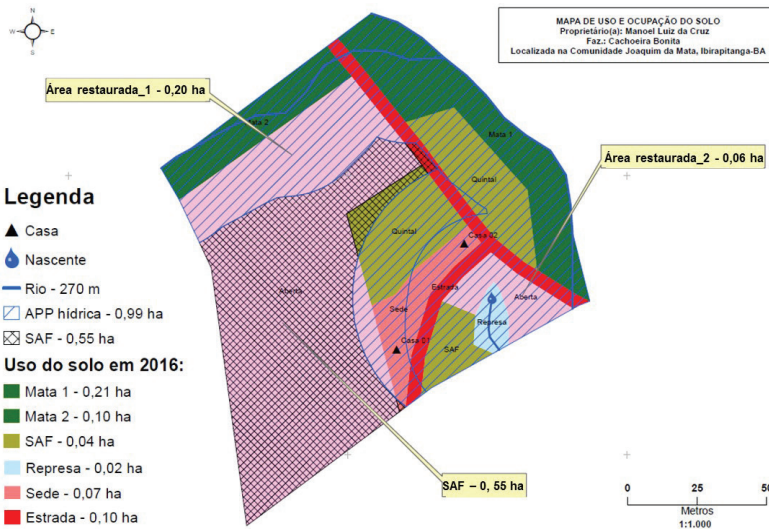 N
W
E
S
MAPA DE USO E OCUPAÇÃO DO SOLO
Proprietário(a): Manoel Luiz da Cruz
Faz.: Cachoeira Bonita
Localizada na Comunidade Joaquim da Mata, Ibirapitanga-BA
Área restaurada_1 - 0,20 ha
Mata 2
Mata 1
Área restaurada_2 - 0,06 ha
Quintal
Quintal
Casa 02
Aberta
Estrada
Aberta
Sede
Represa
Casa 01
SAF
SAF – 0, 55 ha
Legenda
Casa
Nascente
Rio - 270 m
APP hídrica - 0,99 ha
SAF - 0,55 ha
Uso do solo em 2016:
Mata 1 - 0,21 ha
Mata 2 - 0,10 ha
SAF - 0,04 ha
Represa - 0,02 ha
Sede - 0,07 ha
Estrada - 0,10 ha
0 25 50
Metros
1:1.000